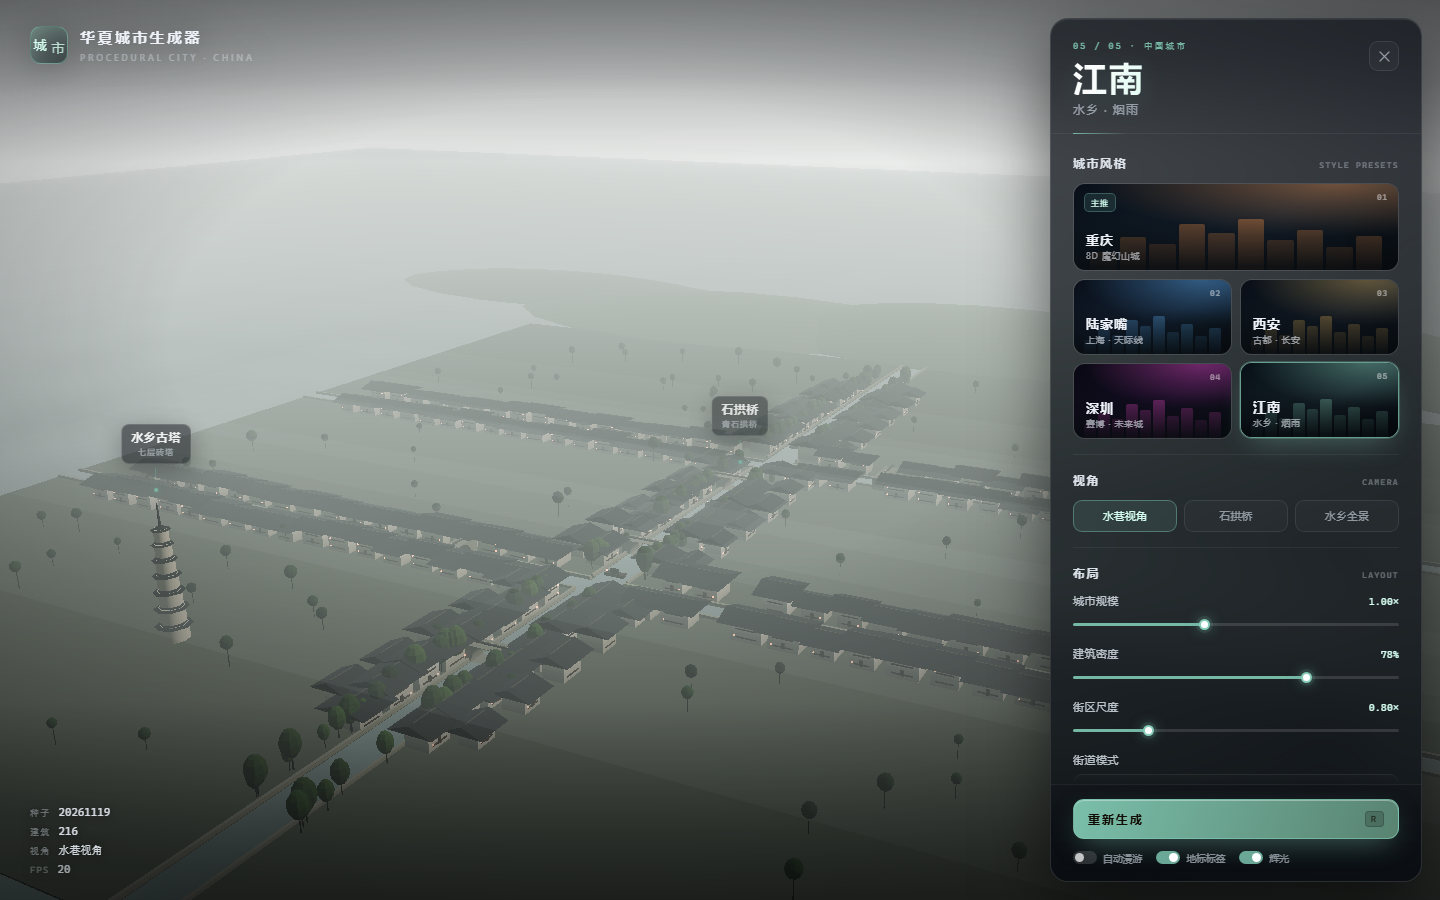 城市
华夏城市生成器
PROCEDURAL CITY · CHINA
水乡古塔
七层砖塔
石拱桥
青石拱桥
种子 20261119
建筑 216
视角 水巷视角
FPS 20
05 / 05 · 中国城市
江南
水乡 · 烟雨
城市风格 STYLE PRESETS
主推
01
重庆
8D 魔幻山城
02
陆家嘴
上海 · 天际线
03
西安
古都 · 长安
04
深圳
赛博 · 未来城
05
江南
水乡 · 烟雨
视角 CAMERA
水巷视角 石拱桥 水乡全景
布局 LAYOUT
城市规模 1.00×
建筑密度 78%
街区尺度 0.80×
街道模式
重新生成 R
自动漫游 地标标签 辉光